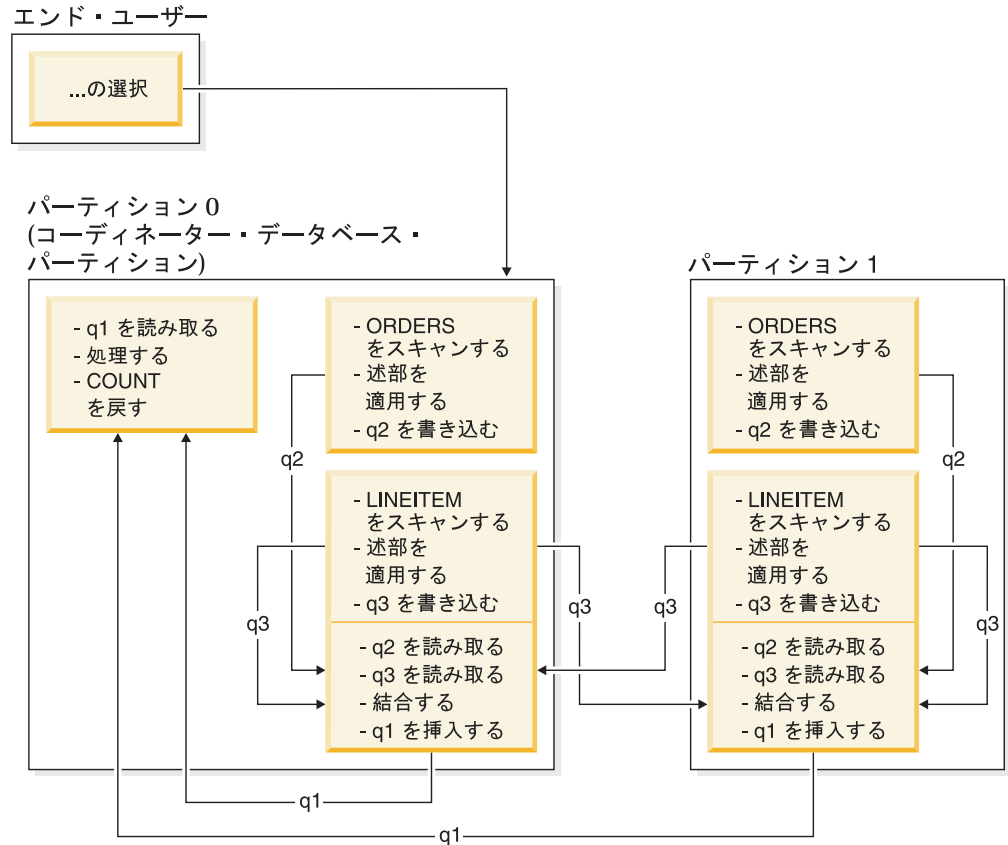 エンド・ユーザー
...の選択
パーティション 0
(コーディネーター・データベース・
パーティション)
- q1 を読み取る
- 処理する
- COUNT
を戻す
- ORDERS
をスキャンする
- 述部を
適用する
- q2 を書き込む
q2
- LINEITEM
をスキャンする
- 述部を
適用する
- q3 を書き込む
q3
- q2 を読み取る
- q3 を読み取る
- 結合する
- q1 を挿入する
q3
q3
パーティション 1
- ORDERS
をスキャンする
- 述部を
適用する
- q2 を書き込む
q2
- LINEITEM
をスキャンする
- 述部を
適用する
- q3 を書き込む
q3
- q2 を読み取る
- q3 を読み取る
- 結合する
- q1 を挿入する
q1
q1